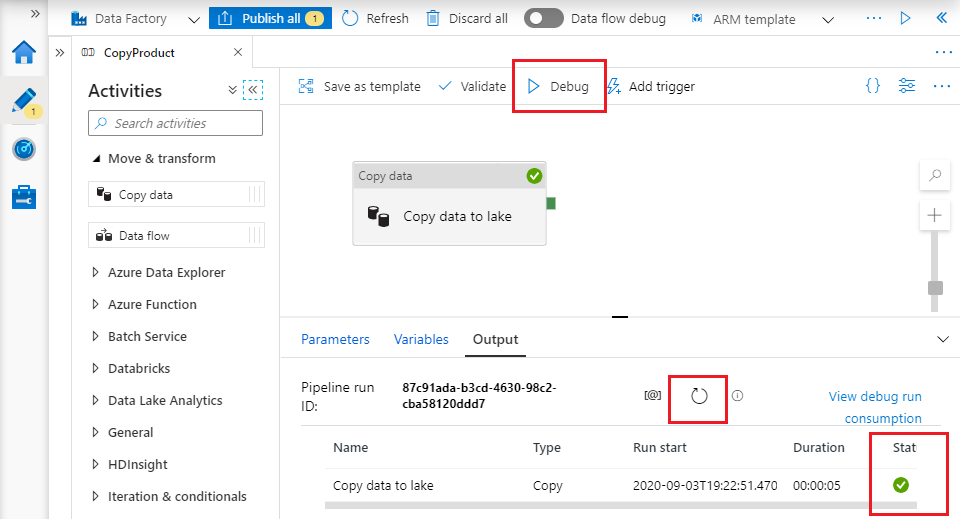 Data Factory
Publish all 1
Refresh
Discard all
Data flow debug
ARM template
CopyProduct
Activities
Search activities
Move & transform
Copy data
Data flow
Azure Data Explorer
Azure Function
Batch Service
Databricks
Data Lake Analytics
General
HDInsight
Iteration & conditionals
1
Save as template
Validate
Debug
Add trigger
{}
Copy data
Copy data to lake
Parameters
Variables
Output
Pipeline run
ID:
87c91ada-b3cd-4630-98c2-
cba58120ddd7
[@]
View debug run
consumption
Name Type Run start Duration Stat
Copy data to lake Copy 2020-09-03T19:22:51.470 00:00:05